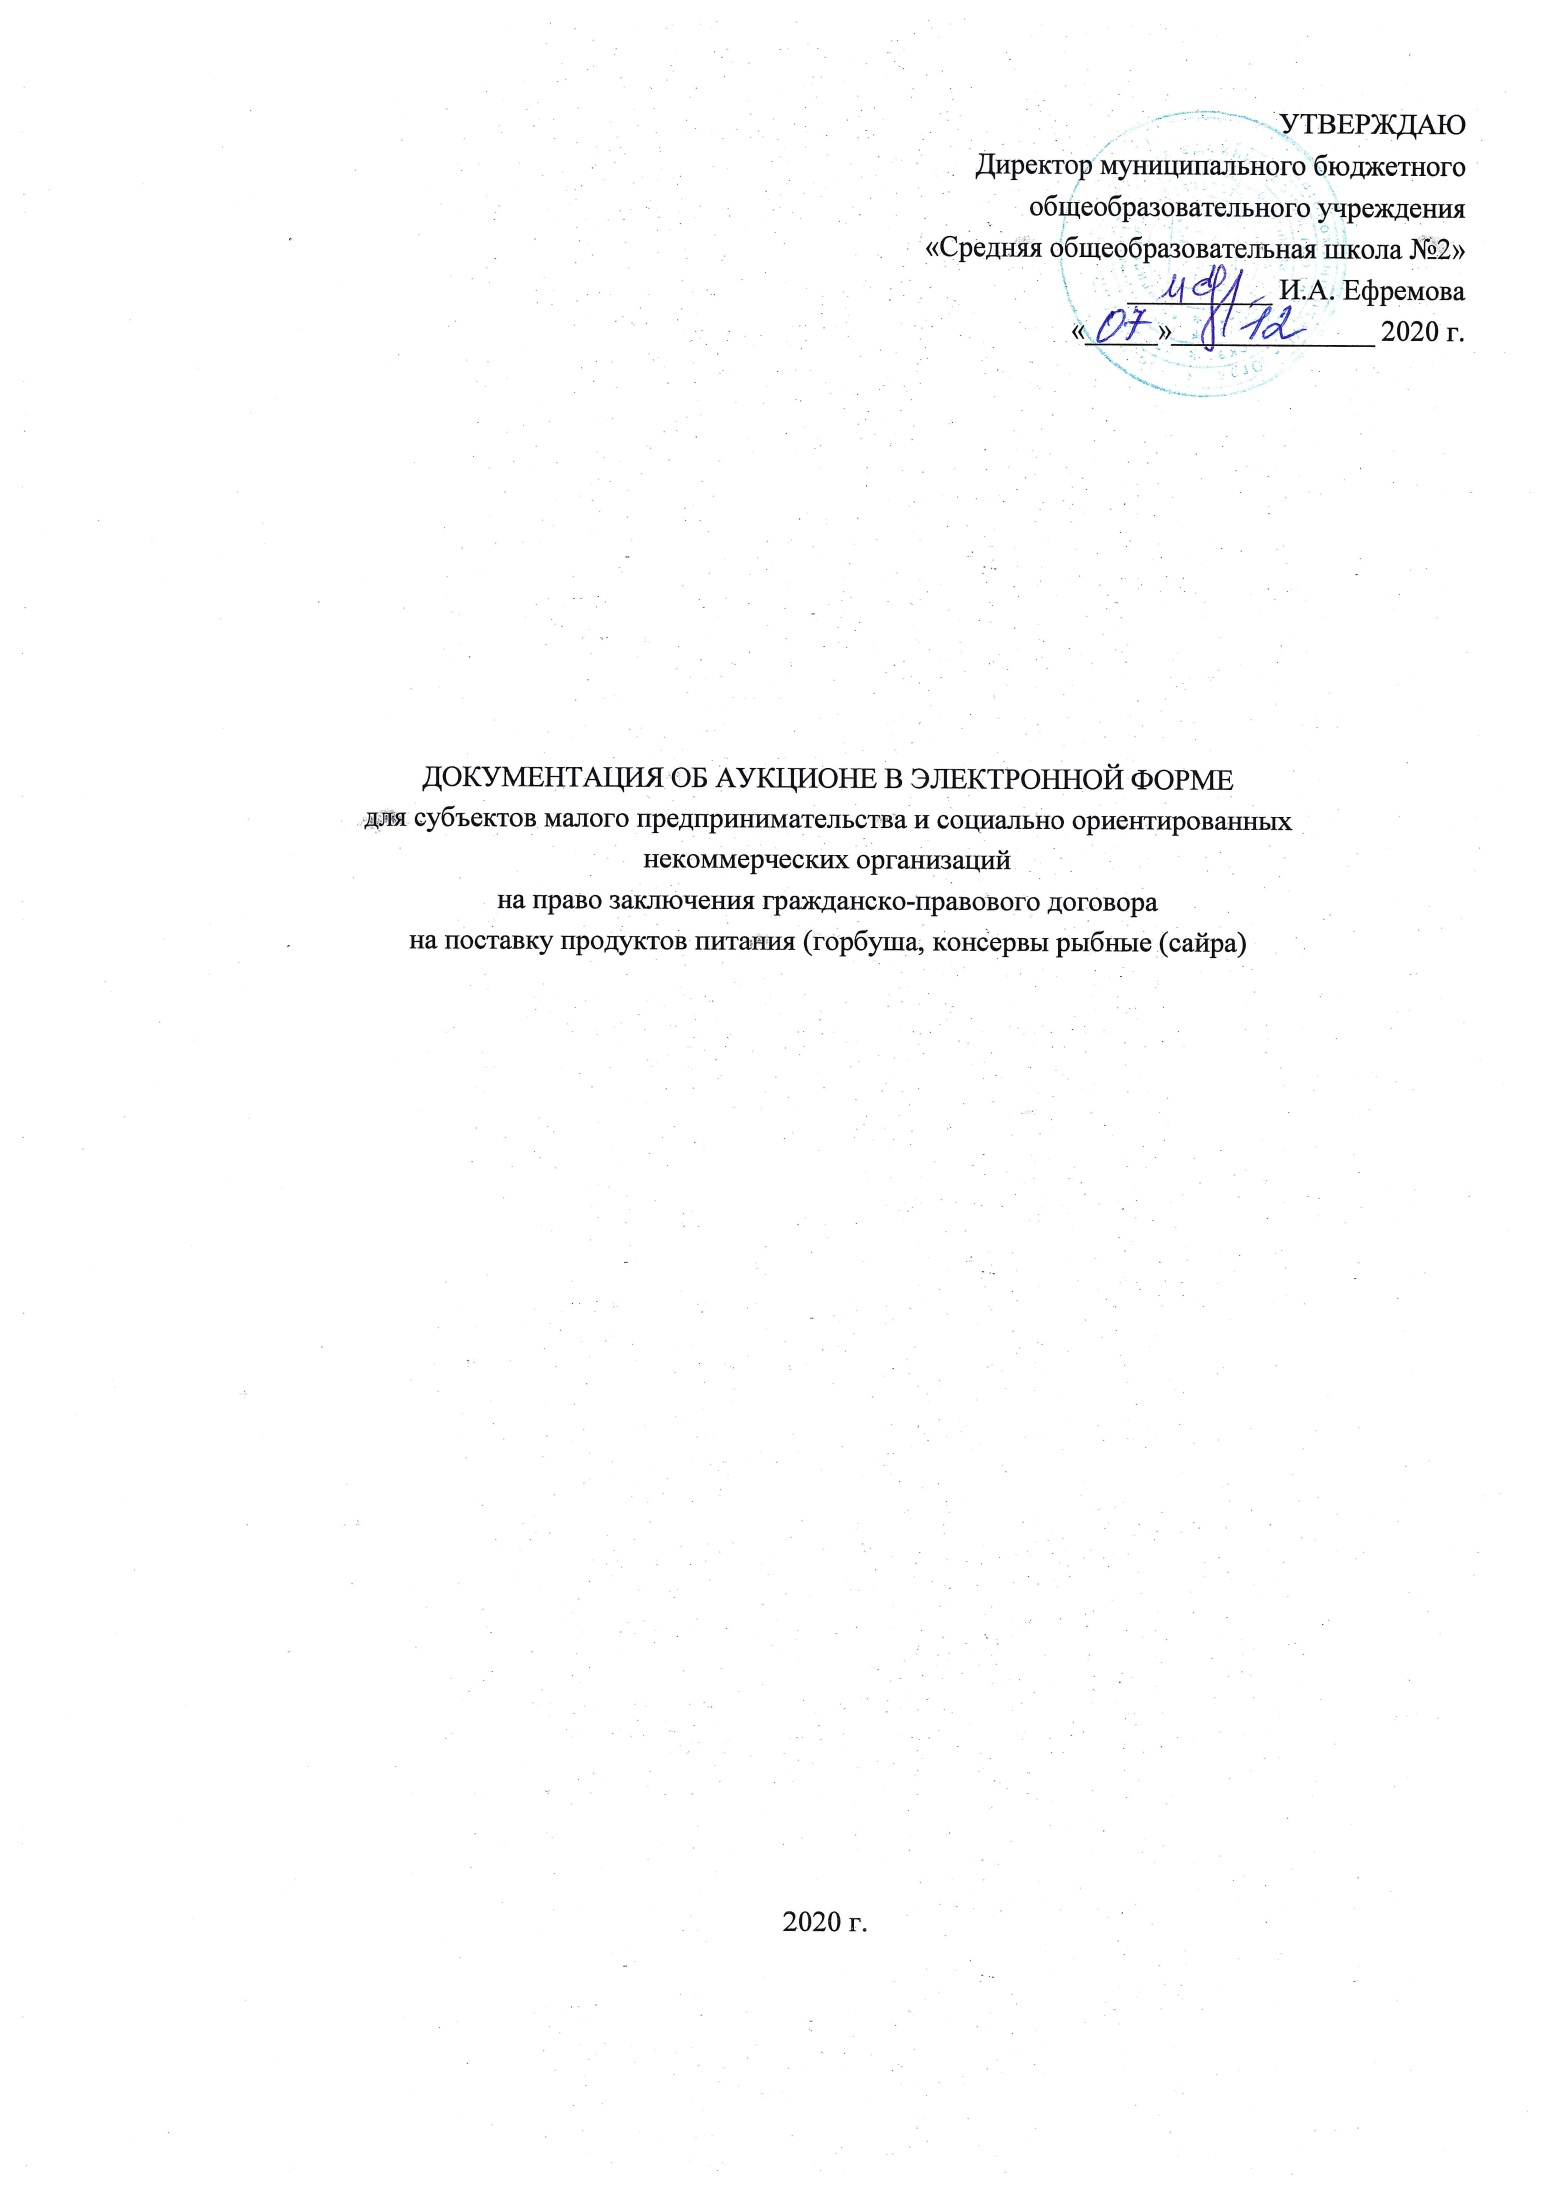 УТВЕРЖДАЮ
Директор муниципального бюджетного
общеобразовательного учреждения
«Средняя общеобразовательная школа №2»
И.А. Ефремова
«07» 12 2020 г.
ДОКУМЕНТАЦИЯ ОБ АУКЦИОНЕ В ЭЛЕКТРОННОЙ ФОРМЕ
для субъектов малого предпринимательства и социально ориентированных
некоммерческих организаций
на право заключения гражданско-правового договора
на поставку продуктов питания (горбуша, консервы рыбные (сайра)
2020 г.